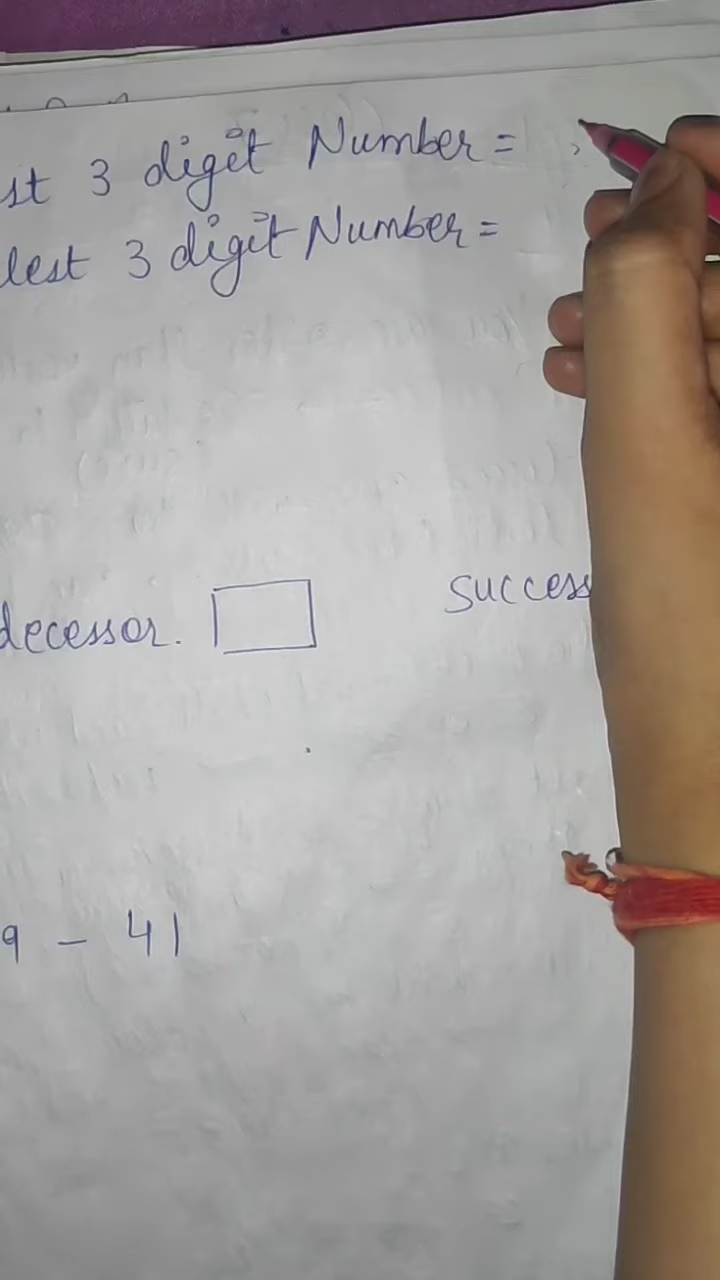 st 3 digit Number =
lest 3 digit Number =
decessor. success
9 - 41